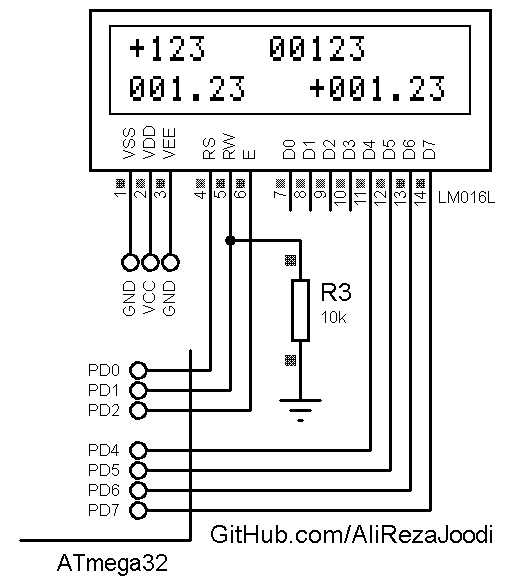 +123 00123
001.23 +001.23
VSS VDD VEE RS RW E D0 D1 D2 D3 D4 D5 D6 D7
1 2 3 4 5 6 7 8 9 10 11 12 13 14 LM016L
GND VCC GND
R3
10k
PD0
PD1
PD2
PD4
PD5
PD6
PD7
GitHub.com/AliRezaJoodi
ATmega32